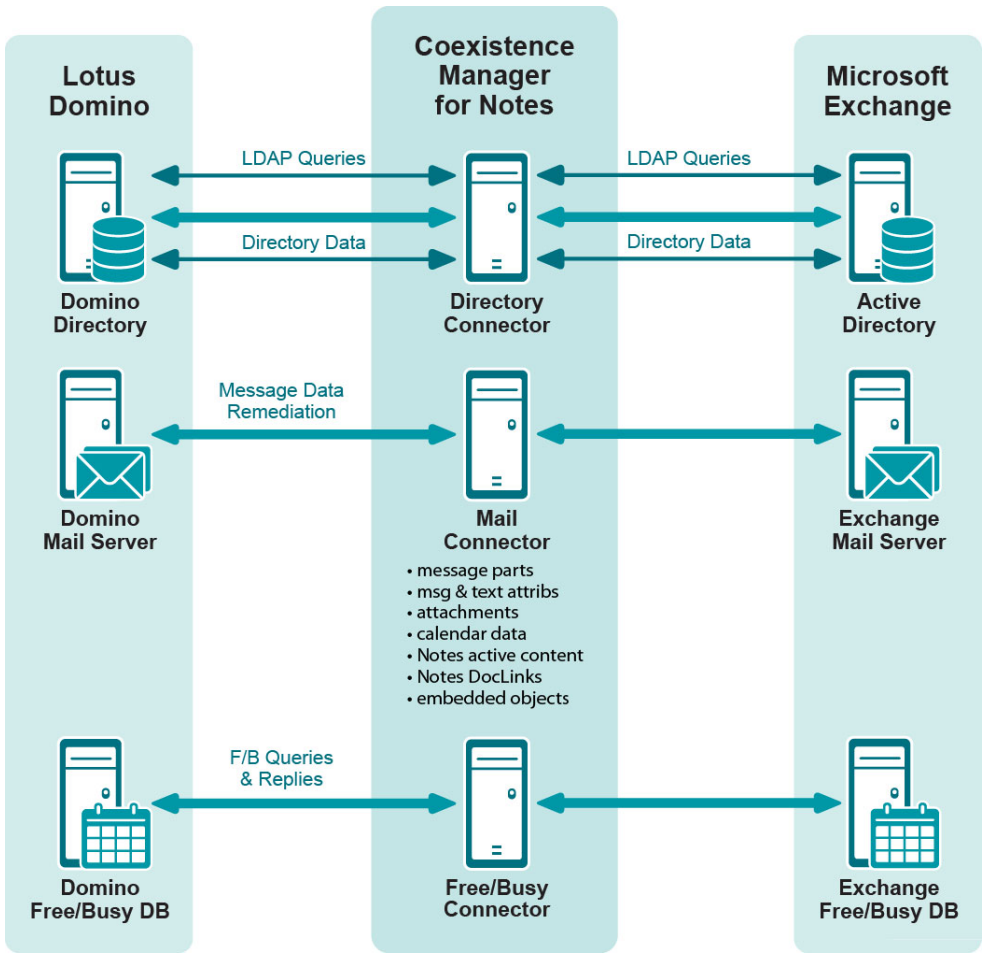 Lotus
Domino
Coexistence
Manager
for Notes
Microsoft
Exchange
LDAP Queries
LDAP Queries
Directory Data
Directory Data
Domino
Directory
Directory
Connector
Active
Directory
Message Data
Remediation
Domino
Mail Server
Mail
Connector
Exchange
Mail Server
• message parts
• msg & text attribs
• attachments
• calendar data
• Notes active content
• Notes DocLinks
• embedded objects
F/B Queries
& Replies
Domino
Free/Busy DB
Free/Busy
Connector
Exchange
Free/Busy DB